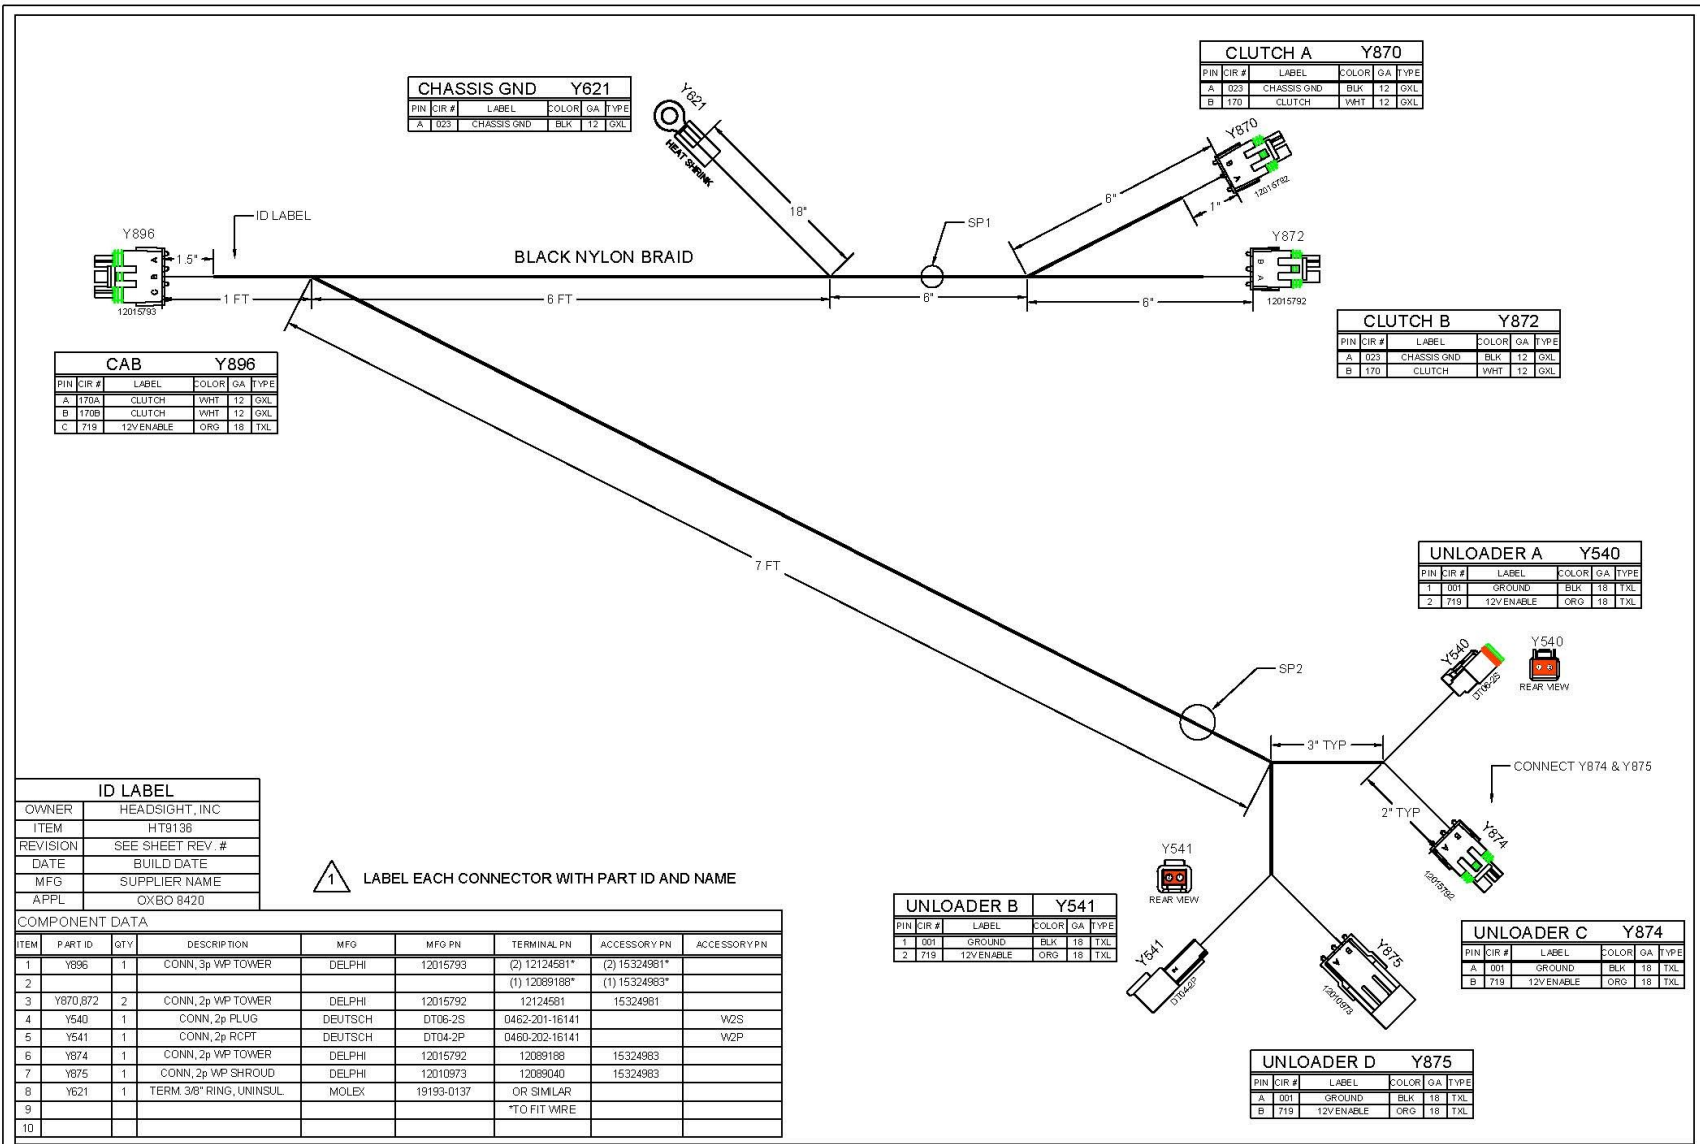 CLUTCH A Y870
PIN CIR # LABEL COLOR GA TYPE
A 023 CHASSIS GND BLK 12 GXL
B 170 CLUTCH WHT 12 GXL
CHASSIS GND Y621
PIN CIR # LABEL COLOR GA TYPE
A 023 CHASSIS GND BLK 12 GXL
Y621
HEAT SHRINK
18"
Y870
B A
12015792
6"
1"
ID LABEL
SP1
Y896
1.5"
A B C
12015793
BLACK NYLON BRAID
Y872
B A
12015792
1 FT
6 FT
6"
6"
CLUTCH B Y872
PIN CIR # LABEL COLOR GA TYPE
A 023 CHASSIS GND BLK 12 GXL
B 170 CLUTCH WHT 12 GXL
CAB Y896
PIN CIR # LABEL COLOR GA TYPE
A 170A CLUTCH WHT 12 GXL
B 170B CLUTCH WHT 12 GXL
C 719 12V ENABLE ORG 18 TXL
7 FT
UNLOADER A Y540
PIN CIR # LABEL COLOR GA TYPE
1 001 GROUND BLK 18 TXL
2 719 12V ENABLE ORG 18 TXL
Y540
DT06-2S
Y540
REAR VIEW
SP2
3" TYP
CONNECT Y874 & Y875
2" TYP
Y874
B A
12015792
ID LABEL
OWNER HEADSIGHT, INC
ITEM HT9136
REVISION SEE SHEET REV. #
DATE BUILD DATE
MFG SUPPLIER NAME
APPL OXBO 8420
1 LABEL EACH CONNECTOR WITH PART ID AND NAME
Y541
REAR VIEW
UNLOADER B Y541
PIN CIR # LABEL COLOR GA TYPE
1 001 GROUND BLK 18 TXL
2 719 12V ENABLE ORG 18 TXL
Y541
DT04-2P
Y875
A B
12010973
UNLOADER C Y874
PIN CIR # LABEL COLOR GA TYPE
A 001 GROUND BLK 18 TXL
B 719 12V ENABLE ORG 18 TXL
UNLOADER D Y875
PIN CIR # LABEL COLOR GA TYPE
A 001 GROUND BLK 18 TXL
B 719 12V ENABLE ORG 18 TXL
COMPONENT DATA
ITEM PART ID QTY DESCRIPTION MFG MFG PN TERMINAL PN ACCESSORY PN ACCESSORY PN
1 Y896 1 CONN, 3p WP TOWER DELPHI 12015793 (2) 12124581* (2) 15324981*
2 (1) 12089188* (1) 15324983*
3 Y870,872 2 CONN, 2p WP TOWER DELPHI 12015792 12124581 15324981
4 Y540 1 CONN, 2p PLUG DEUTSCH DT06-2S 0462-201-16141 W2S
5 Y541 1 CONN, 2p RCPT DEUTSCH DT04-2P 0460-202-16141 W2P
6 Y874 1 CONN, 2p WP TOWER DELPHI 12015792 12089188 15324983
7 Y875 1 CONN, 2p WP SHROUD DELPHI 12010973 12089040 15324983
8 Y621 1 TERM. 3/8" RING, UNINSUL. MOLEX 19193-0137 OR SIMILAR
9 *TO FIT WIRE
10